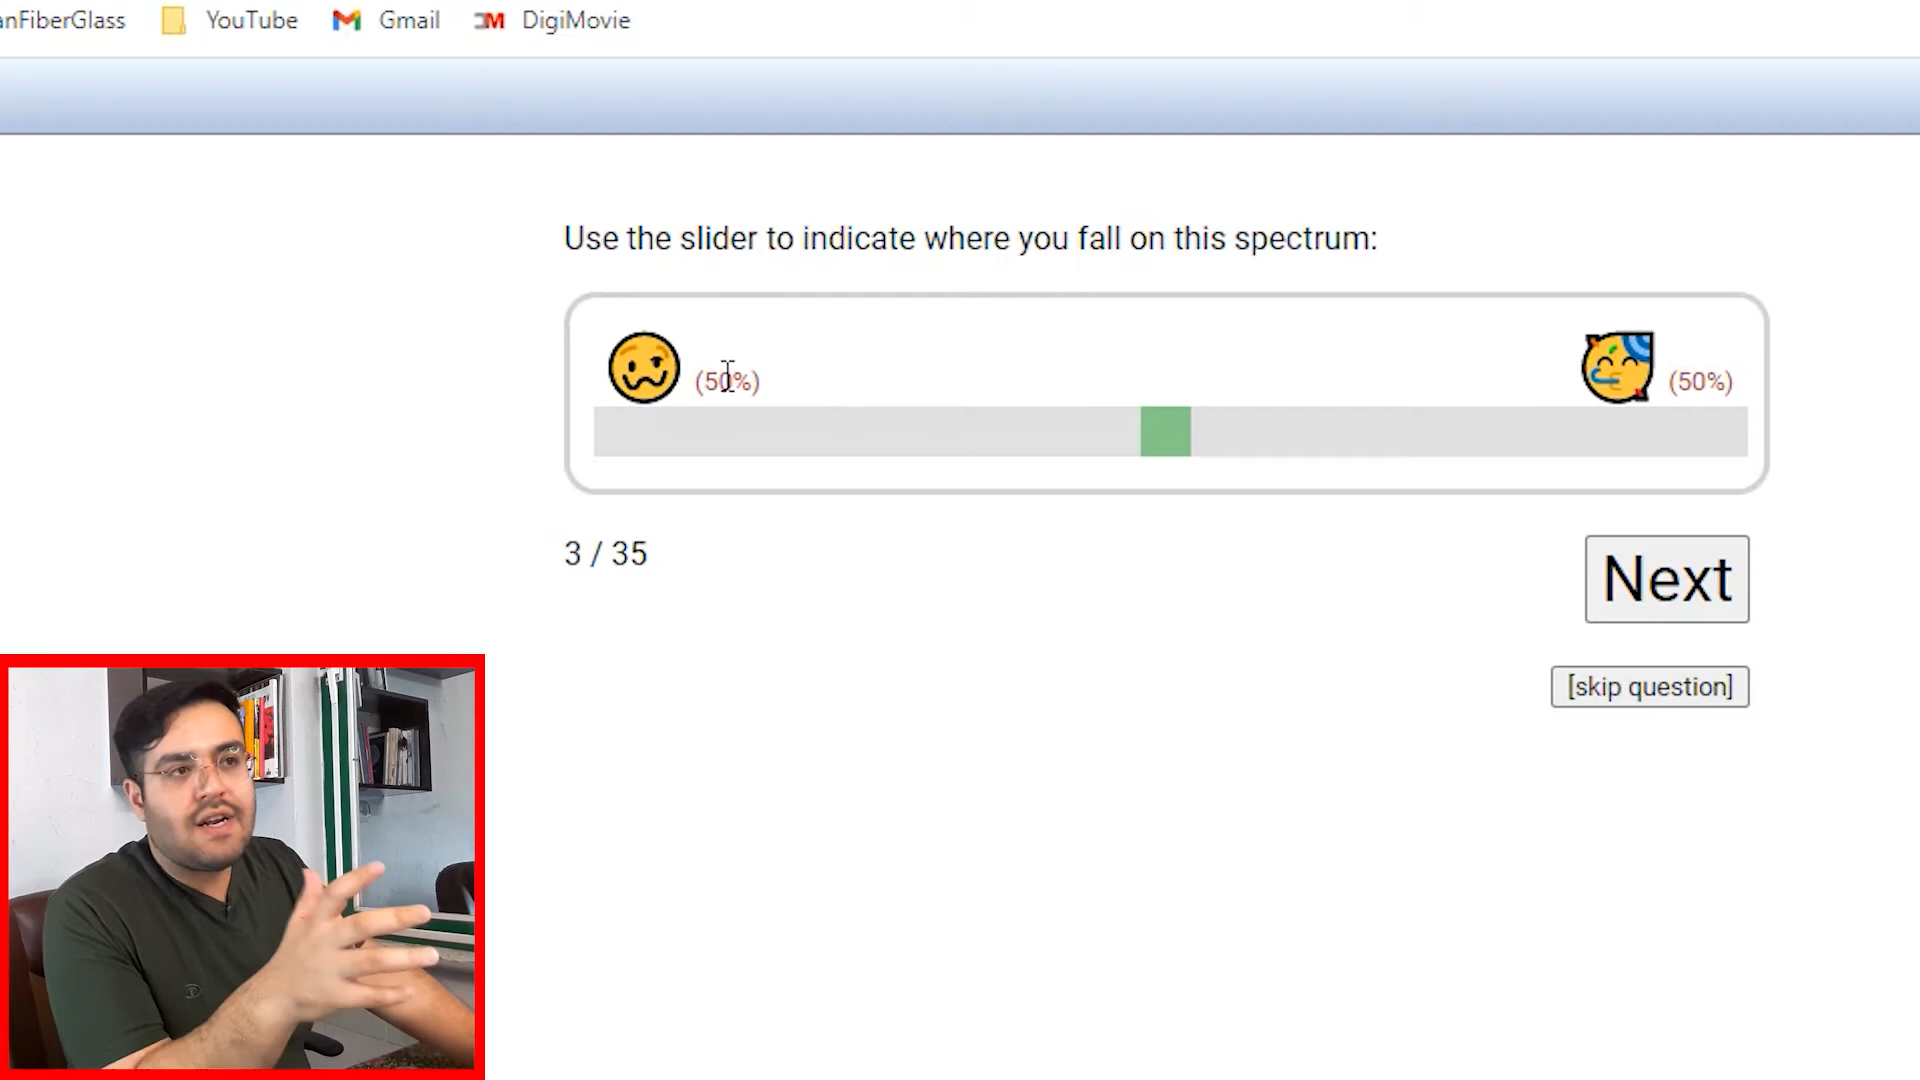 anFiberGlass YouTube Gmail DigiMovie
Use the slider to indicate where you fall on this spectrum:
(50%) (50%)
3 / 35
Next
[skip question]